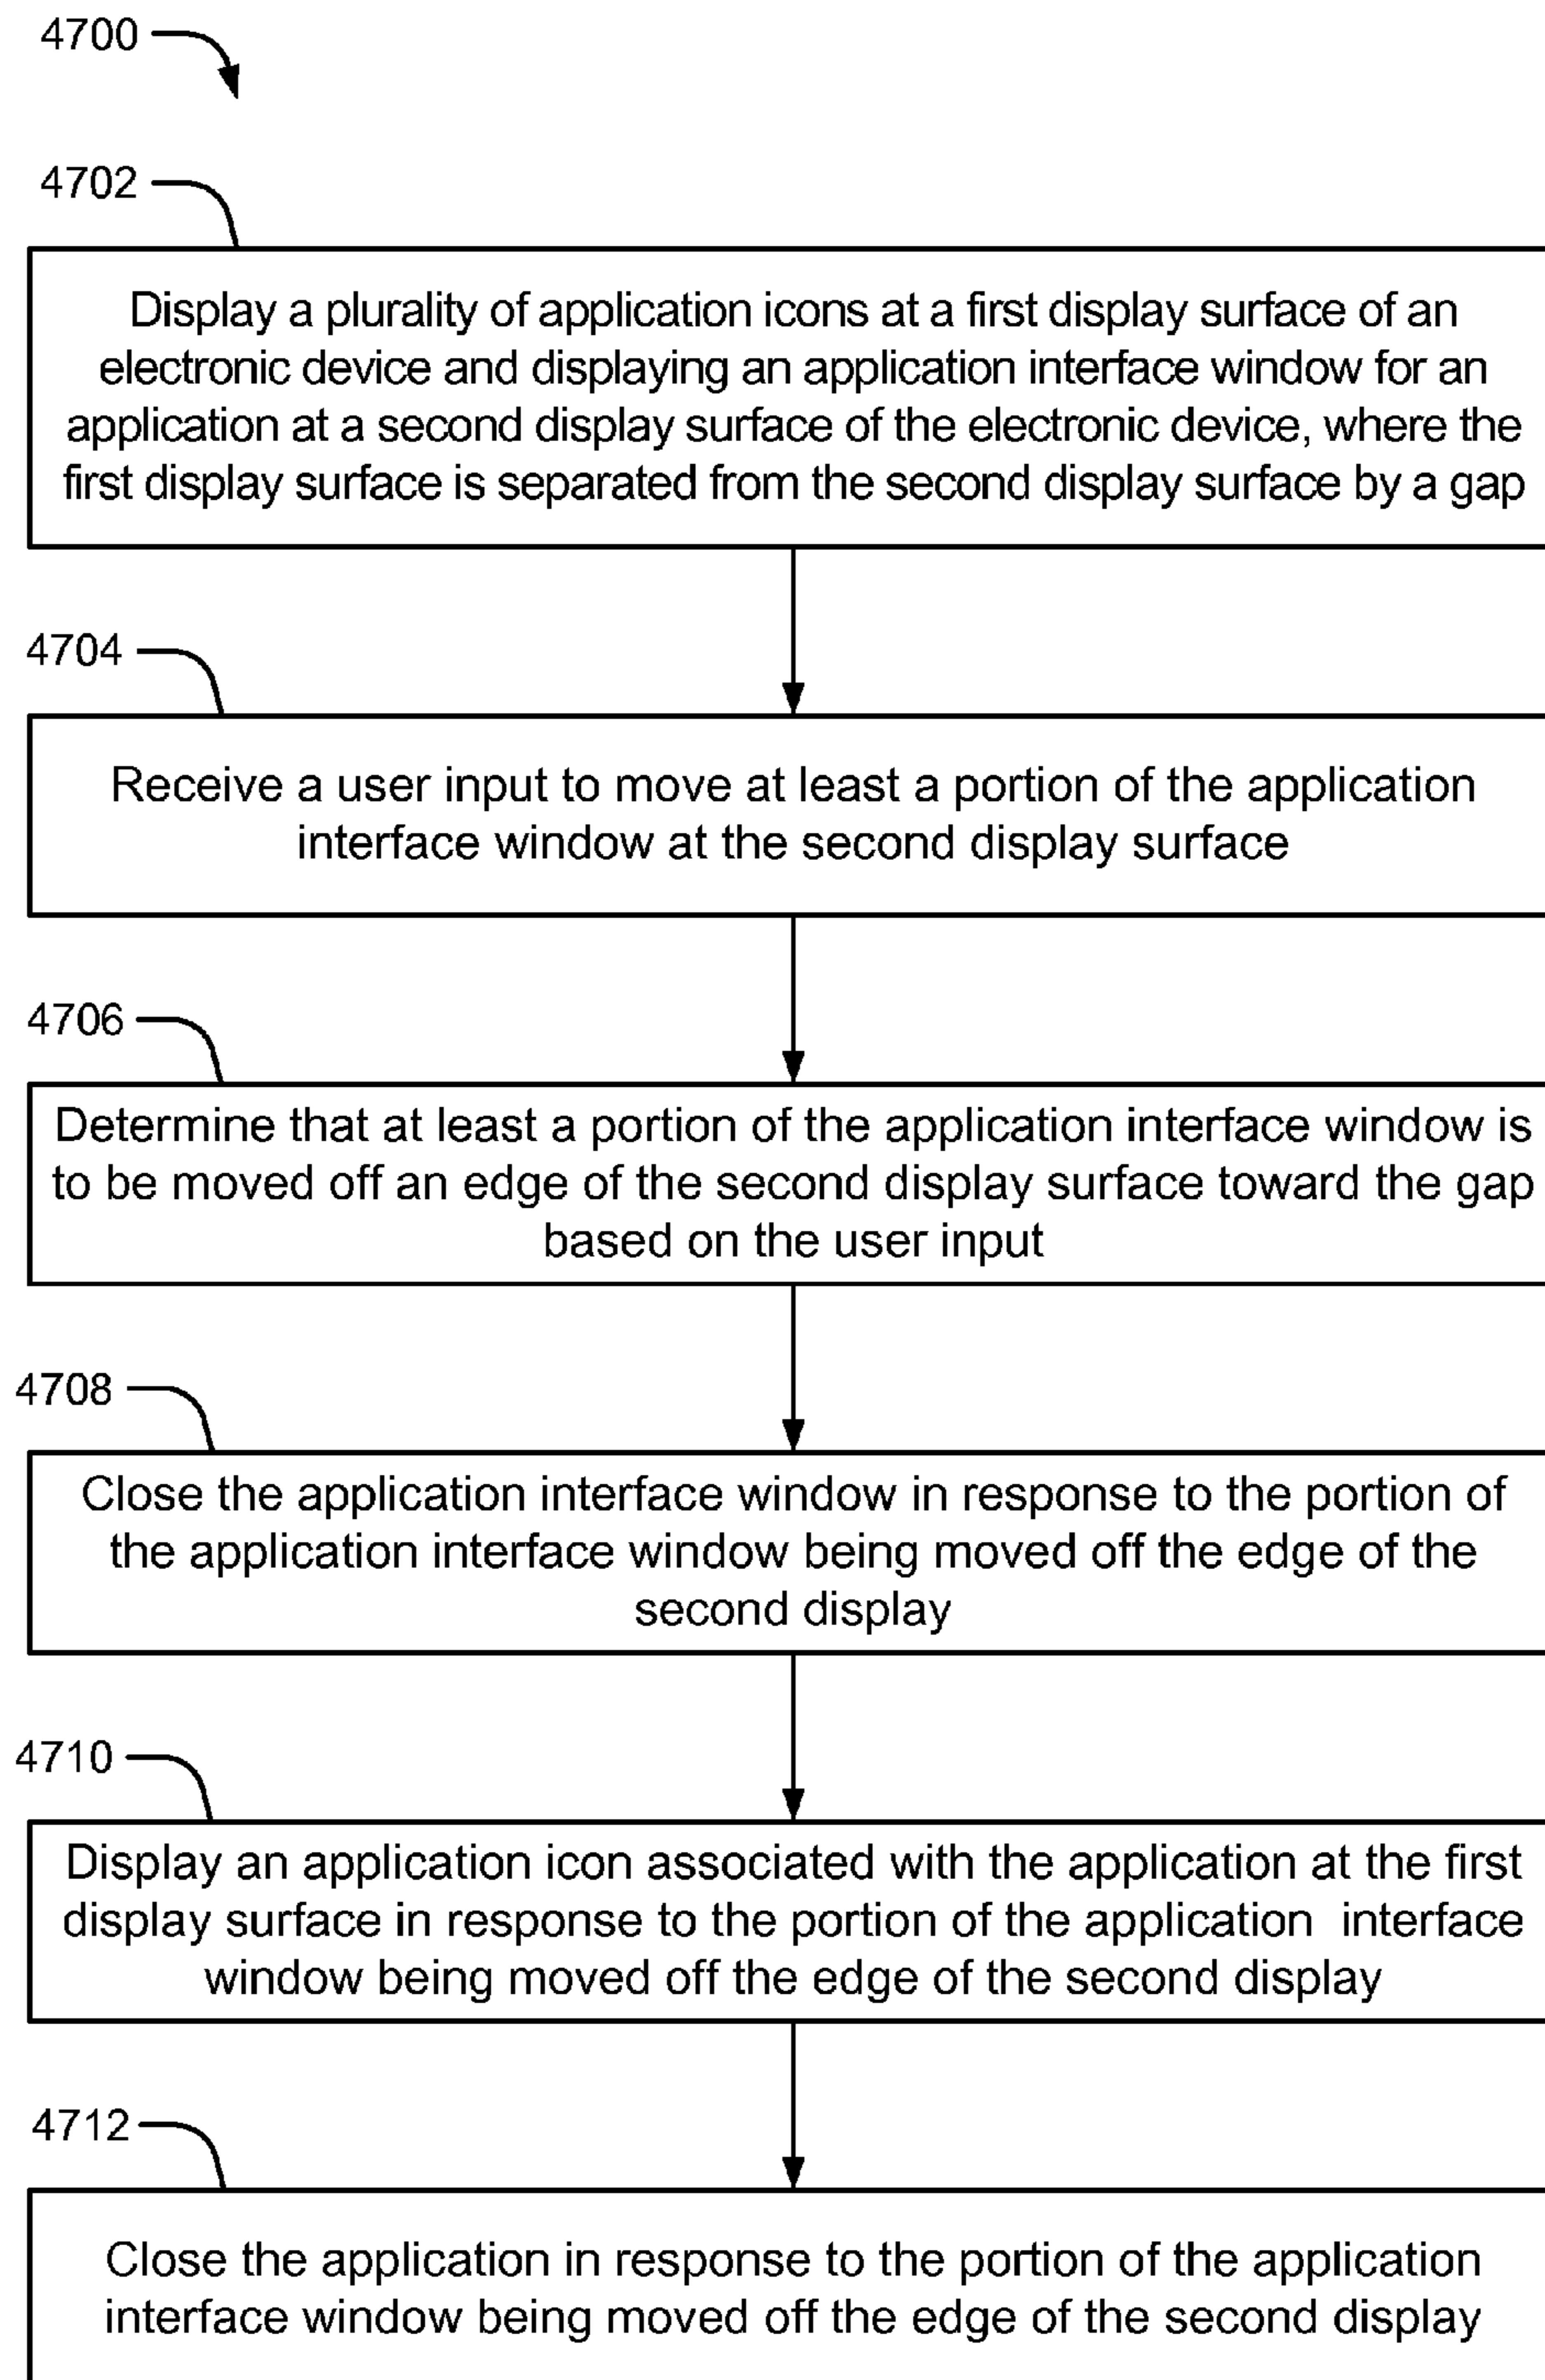 4700
4702
Display a plurality of application icons at a first display surface of an
electronic device and displaying an application interface window for an
application at a second display surface of the electronic device, where the
first display surface is separated from the second display surface by a gap
4704
Receive a user input to move at least a portion of the application
interface window at the second display surface
4706
Determine that at least a portion of the application interface window is
to be moved off an edge of the second display surface toward the gap
based on the user input
4708
Close the application interface window in response to the portion of
the application interface window being moved off the edge of the
second display
4710
Display an application icon associated with the application at the first
display surface in response to the portion of the application interface
window being moved off the edge of the second display
4712
Close the application in response to the portion of the application
interface window being moved off the edge of the second display